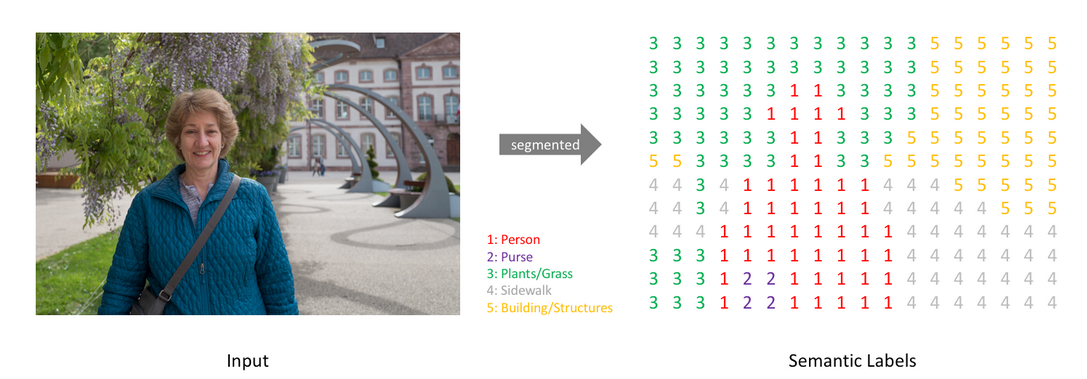 segmented
1: Person
2: Purse
3: Plants/Grass
4: Sidewalk
5: Building/Structures
3 3 3 3 3 3 3 3 3 3 3 3 5 5 5 5 5 5
3 3 3 3 3 3 3 3 3 3 3 3 5 5 5 5 5 5
3 3 3 3 3 3 1 1 3 3 3 3 5 5 5 5 5 5
3 3 3 3 3 1 1 1 1 3 3 3 5 5 5 5 5 5
3 3 3 3 3 3 1 1 3 3 3 5 5 5 5 5 5 5
5 5 3 3 3 3 1 1 3 3 5 5 5 5 5 5 5 5
4 4 3 4 1 1 1 1 1 1 4 4 4 5 5 5 5 5
4 4 3 4 1 1 1 1 1 1 4 4 4 4 4 5 5 5
4 4 4 1 1 1 1 1 1 1 1 4 4 4 4 4 4 4
3 3 3 1 1 1 1 1 1 1 1 4 4 4 4 4 4 4
3 3 3 1 2 2 1 1 1 1 1 4 4 4 4 4 4 4
3 3 3 1 2 2 1 1 1 1 1 4 4 4 4 4 4 4
Input
Semantic Labels